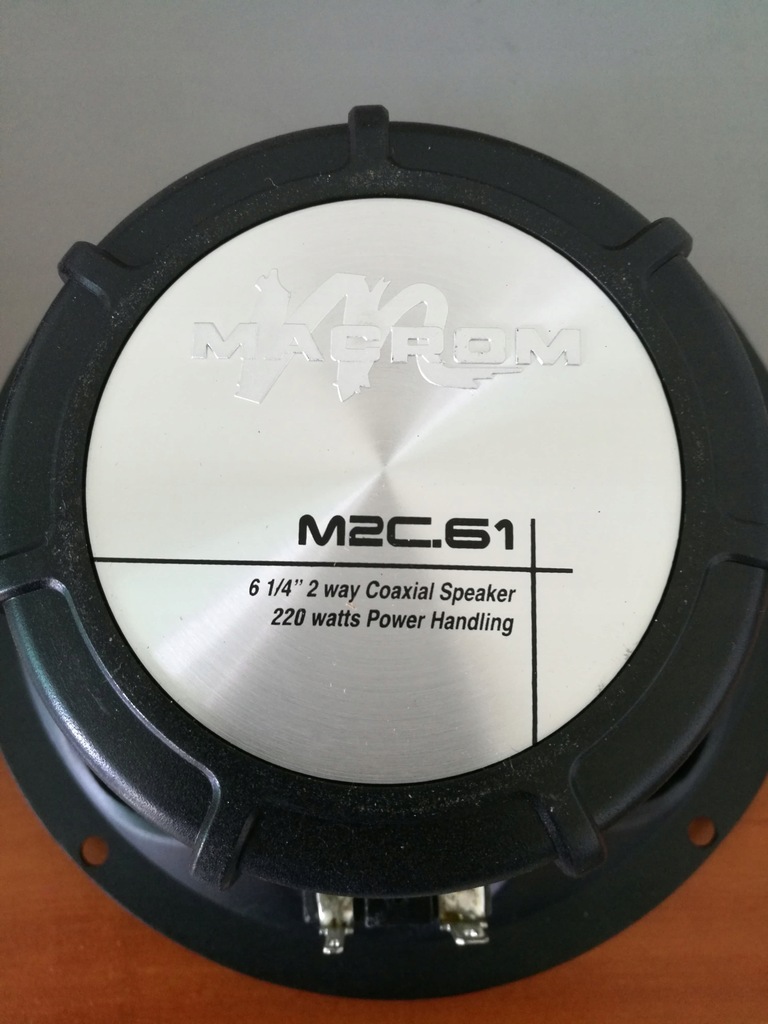 MACROM
M2C.61
6 1/4” 2 way Coaxial Speaker
220 watts Power Handling